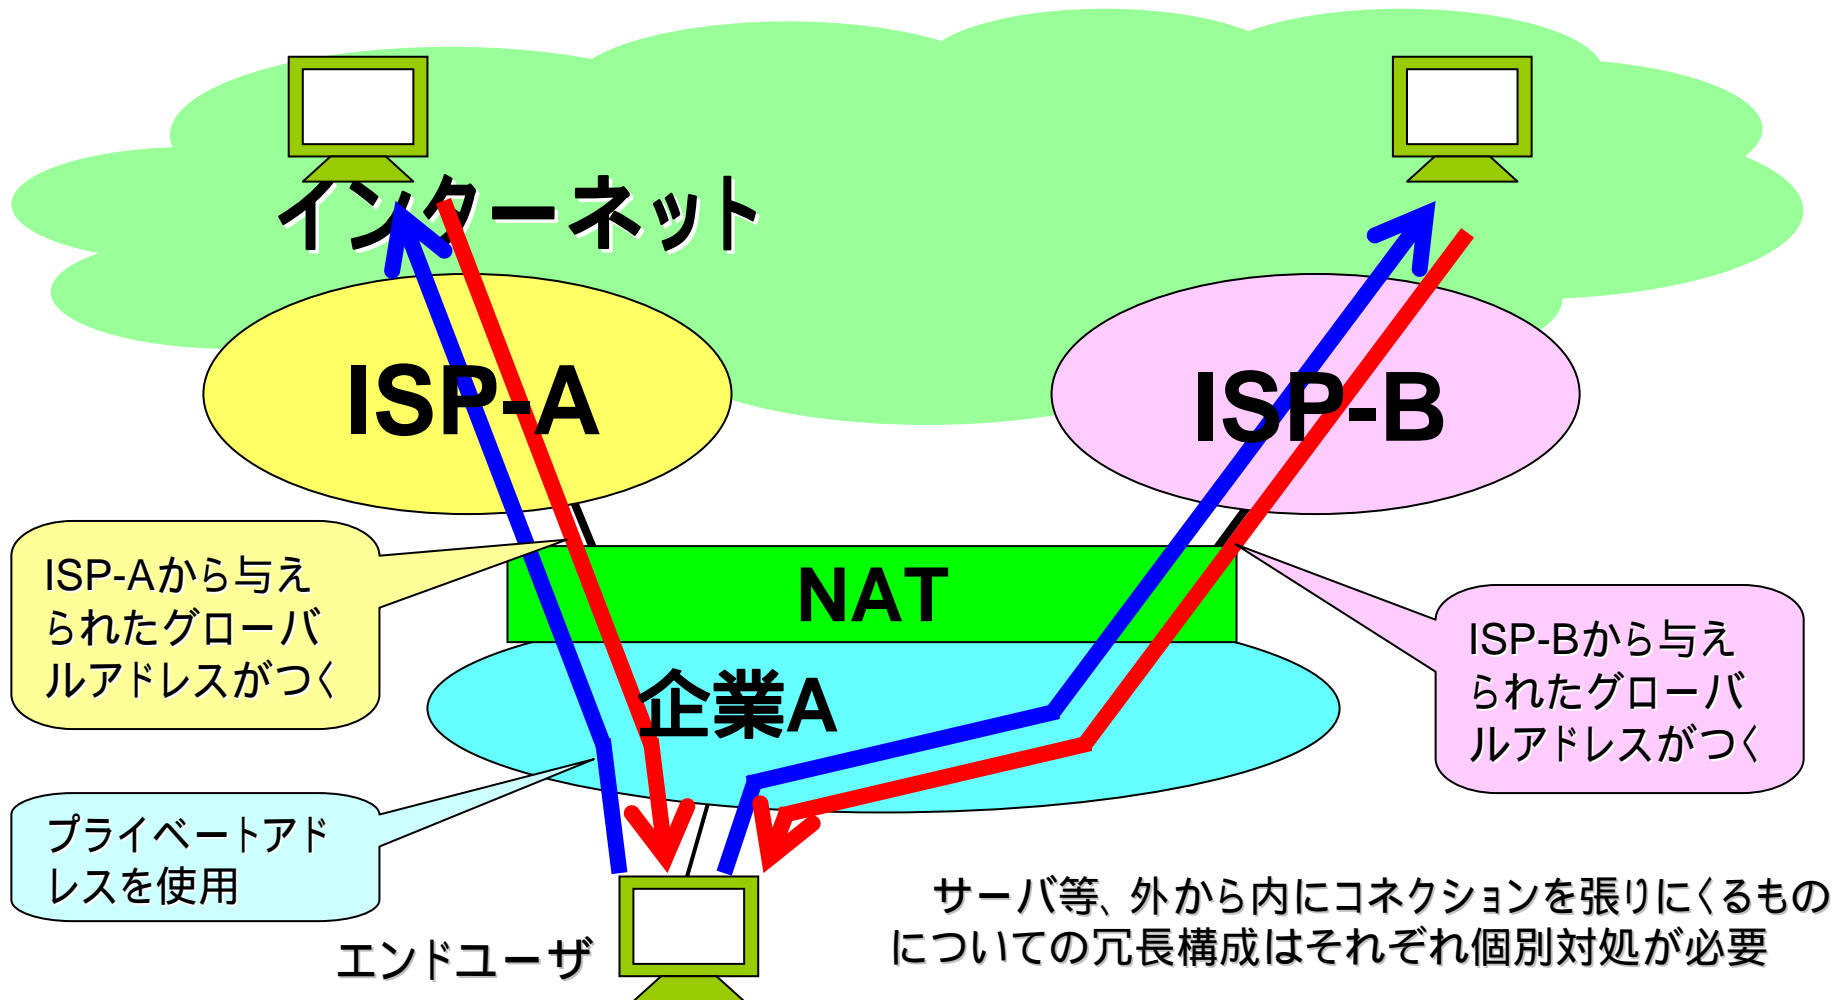 インターネット
ISP-A
ISP-B
ISP-Aから与え
られたグローバ
ルアドレスがつく
NAT
ISP-Bから与え
られたグローバ
ルアドレスがつく
企業A
プライベートアド
レスを使用
エンドユーザ
サーバ等、外から内にコネクションを張りにくるもの
についての冗長構成はそれぞれ個別対処が必要